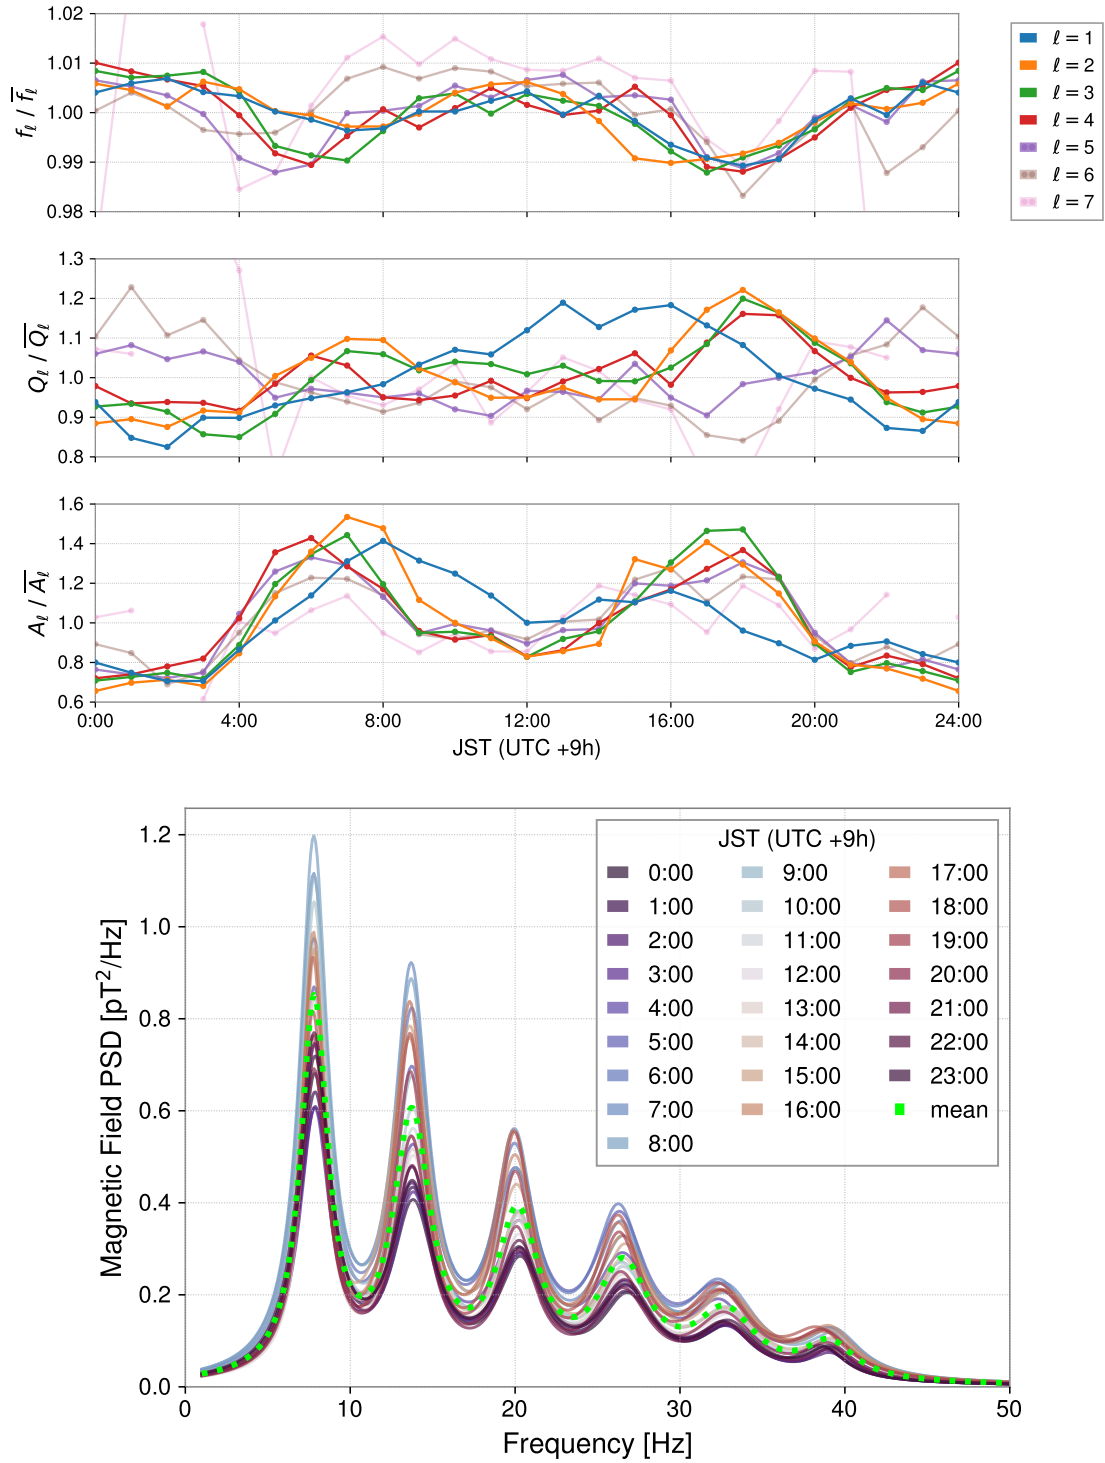 f_ℓ / \overline{f_ℓ}
1.02
1.01
1.00
0.99
0.98
ℓ = 1
ℓ = 2
ℓ = 3
ℓ = 4
ℓ = 5
ℓ = 6
ℓ = 7
Q_ℓ / \overline{Q_ℓ}
1.3
1.2
1.1
1.0
0.9
0.8
A_ℓ / \overline{A_ℓ}
1.6
1.4
1.2
1.0
0.8
0.6
0:00 4:00 8:00 12:00 16:00 20:00 24:00
JST (UTC +9h)
Magnetic Field PSD [pT²/Hz]
1.2
1.0
0.8
0.6
0.4
0.2
0.0
JST (UTC +9h)
0:00 9:00 17:00
1:00 10:00 18:00
2:00 11:00 19:00
3:00 12:00 20:00
4:00 13:00 21:00
5:00 14:00 22:00
6:00 15:00 23:00
7:00 16:00 mean
8:00
0 10 20 30 40 50
Frequency [Hz]